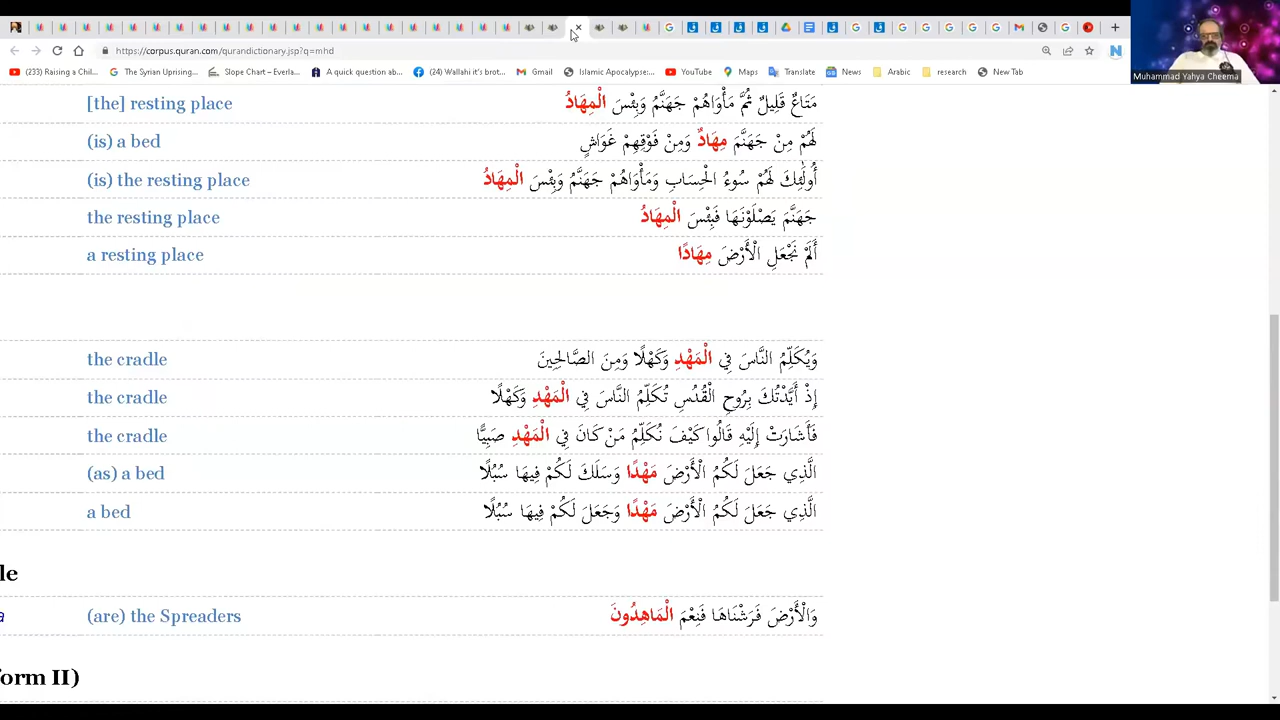 https://corpus.quran.com/qurandictionary.jsp?q=mhd
(233) Raising a Chil...
The Syrian Uprising...
Slope Chart – Everla...
A quick question ab...
(24) Wallahi it's brot...
Gmail
Islamic Apocalypse:...
YouTube
Maps
Translate
News
Arabic
research
New Tab
Muhammad Yahya Cheema
[the] resting place مَتَاعٌ قَلِيلٌ ثُمَّ مَأْوَاهُمْ جَهَنَّمُ وَبِئْسَ الْمِهَادُ
(is) a bed لَهُمْ مِنْ جَهَنَّمَ مِهَادٌ وَمِنْ فَوْقِهِمْ غَوَاشٍ
(is) the resting place أُولَٰئِكَ لَهُمْ سُوءُ الْحِسَابِ وَمَأْوَاهُمْ جَهَنَّمُ وَبِئْسَ الْمِهَادُ
the resting place جَهَنَّمَ يَصْلَوْنَهَا فَبِئْسَ الْمِهَادُ
a resting place أَلَمْ نَجْعَلِ الْأَرْضَ مِهَادًا
the cradle وَيُكَلِّمُ النَّاسَ فِي الْمَهْدِ وَكَهْلًا وَمِنَ الصَّالِحِينَ
the cradle إِذْ أَيَّدْتُكَ بِرُوحِ الْقُدُسِ تُكَلِّمُ النَّاسَ فِي الْمَهْدِ وَكَهْلًا
the cradle فَأَشَارَتْ إِلَيْهِ قَالُوا كَيْفَ نُكَلِّمُ مَنْ كَانَ فِي الْمَهْدِ صَبِيًّا
(as) a bed الَّذِي جَعَلَ لَكُمُ الْأَرْضَ مَهْدًا وَسَلَكَ لَكُمْ فِيهَا سُبُلًا
a bed الَّذِي جَعَلَ لَكُمُ الْأَرْضَ مَهْدًا وَجَعَلَ لَكُمْ فِيهَا سُبُلًا
le
a (are) the Spreaders وَالْأَرْضَ فَرَشْنَاهَا فَنِعْمَ الْمَاهِدُونَ
form II)